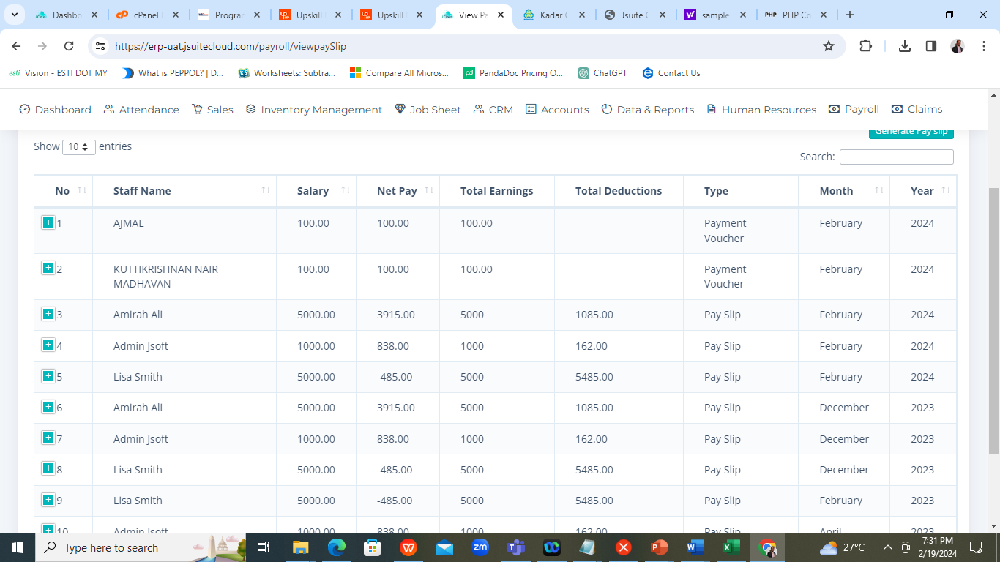 Dashbo
cPanel
Program
Upskill
Upskill
View Pa
Kadar C
Jsuite C
sample
PHP PHP Co
https://erp-uat.jsuitecloud.com/payroll/viewpaySlip
esti Vision - ESTI DOT MY
What is PEPPOL? | D...
Worksheets: Subtra...
Compare All Micros...
pd PandaDoc Pricing O...
ChatGPT
Contact Us
Dashboard Attendance Sales Inventory Management Job Sheet CRM Accounts Data & Reports Human Resources Payroll Claims
Generate Pay slip
Show 10 entries
Search:
No Staff Name Salary Net Pay Total Earnings Total Deductions Type Month Year
1 AJMAL 100.00 100.00 100.00 Payment February 2024
Voucher
2 KUTTIKRISHNAN NAIR 100.00 100.00 100.00 Payment February 2024
MADHAVAN Voucher
3 Amirah Ali 5000.00 3915.00 5000 1085.00 Pay Slip February 2024
4 Admin Jsoft 1000.00 838.00 1000 162.00 Pay Slip February 2024
5 Lisa Smith 5000.00 -485.00 5000 5485.00 Pay Slip February 2024
6 Amirah Ali 5000.00 3915.00 5000 1085.00 Pay Slip December 2023
7 Admin Jsoft 1000.00 838.00 1000 162.00 Pay Slip December 2023
8 Lisa Smith 5000.00 -485.00 5000 5485.00 Pay Slip December 2023
9 Lisa Smith 5000.00 -485.00 5000 5485.00 Pay Slip February 2023
10 Admin Jsoft 1000.00 838.00 1000 162.00 Pay Slip April 2023
Type here to search
zm
27°C
7:31 PM
2/19/2024